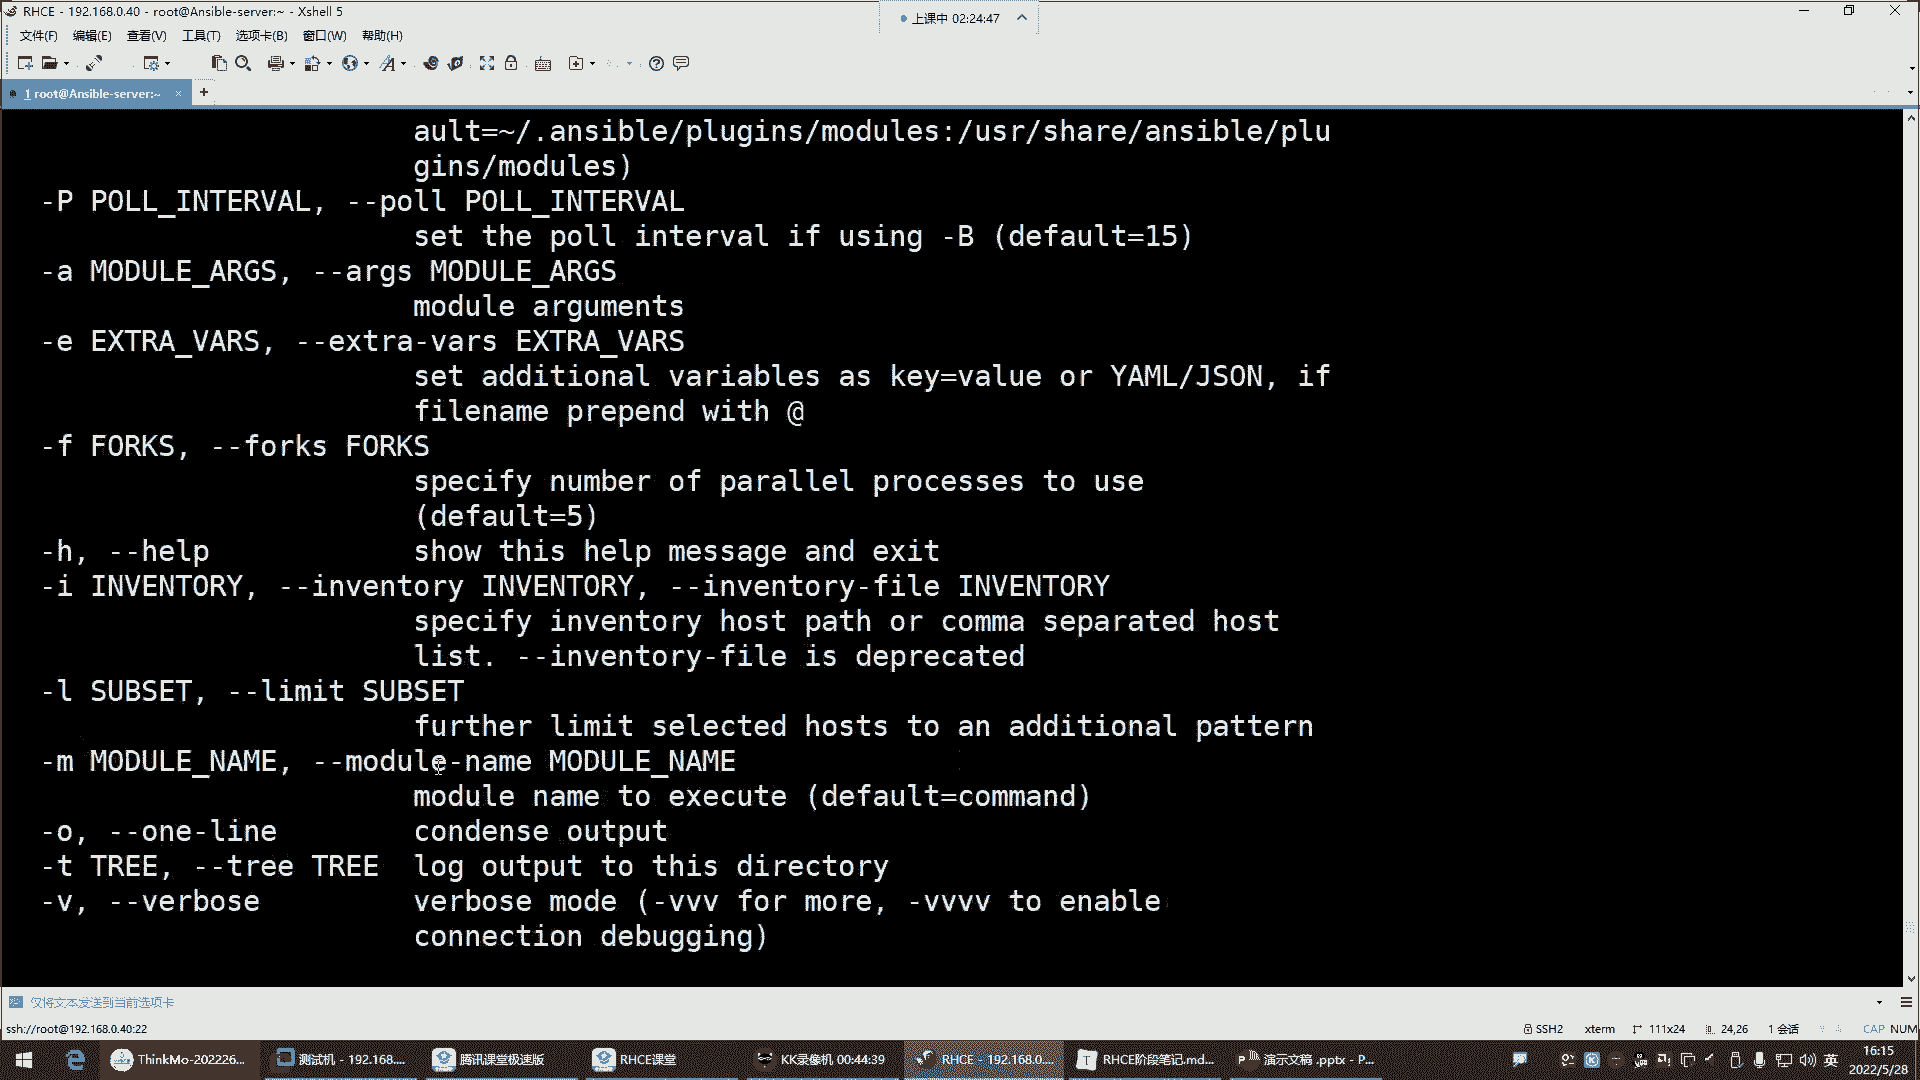 RHCE - 192.168.0.40 - root@Ansible-server:~ - Xshell 5
上课中 02:24:47
文件(F) 编辑(E) 查看(V) 工具(T) 选项卡(B) 窗口(W) 帮助(H)
1 root@Ansible-server:~ × +
ault=~/.ansible/plugins/modules:/usr/share/ansible/plu
gins/modules)
-P POLL_INTERVAL, --poll POLL_INTERVAL
set the poll interval if using -B (default=15)
-a MODULE_ARGS, --args MODULE_ARGS
module arguments
-e EXTRA_VARS, --extra-vars EXTRA_VARS
set additional variables as key=value or YAML/JSON, if
filename prepend with @
-f FORKS, --forks FORKS
specify number of parallel processes to use
(default=5)
-h, --help show this help message and exit
-i INVENTORY, --inventory INVENTORY, --inventory-file INVENTORY
specify inventory host path or comma separated host
list. --inventory-file is deprecated
-l SUBSET, --limit SUBSET
further limit selected hosts to an additional pattern
-m MODULE_NAME, --module-name MODULE_NAME
module name to execute (default=command)
-o, --one-line condense output
-t TREE, --tree TREE log output to this directory
-v, --verbose verbose mode (-vvv for more, -vvvv to enable
connection debugging)
仅将文本发送到当前选项卡
ssh://root@192.168.0.40:22 SSH2 xterm 111x24 24,26 1 会话 CAP NUM
ThinkMo-202226... 测试机 - 192.168.... 腾讯课堂极速版 RHCE课堂 KK录像机 00:44:39 RHCE - 192.168.0.... RHCE阶段笔记.md... 演示文稿 .pptx - P... 英 16:15
2022/5/28